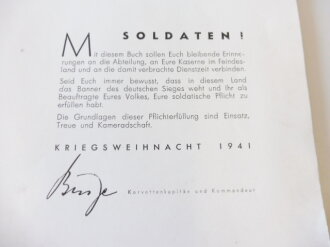 SOLDATEN!
Mit diesem Buch sollen Euch bleibende Erinne-
rungen an die Abteilung, an Eure Kaserne im Feindes-
land und an die damit verbrachte Dienstzeit verbinden.
Seid Euch immer bewusst, dass in diesem Land
das Banner des deutschen Sieges weht und Ihr als
Beauftragte Eures Volkes, Eure soldatische Pflicht zu
erfüllen habt.
Die Grundlagen dieser Pflichterfüllung sind Einsatz,
Treue und Kameradschaft.
KRIEGSWEIHNACHT 1941
Korvettenkapitän und Kommandeur